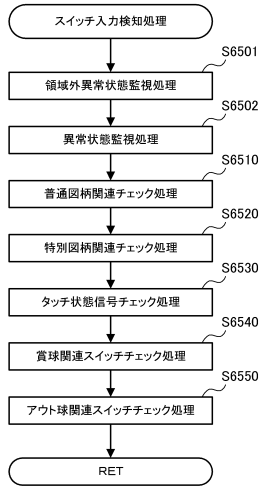 スイッチ入力検知処理
S6501
領域外異常状態監視処理
S6502
異常状態監視処理
S6510
普通図柄関連チェック処理
S6520
特別図柄関連チェック処理
S6530
タッチ状態信号チェック処理
S6540
賞球関連スイッチチェック処理
S6550
アウト球関連スイッチチェック処理
RET